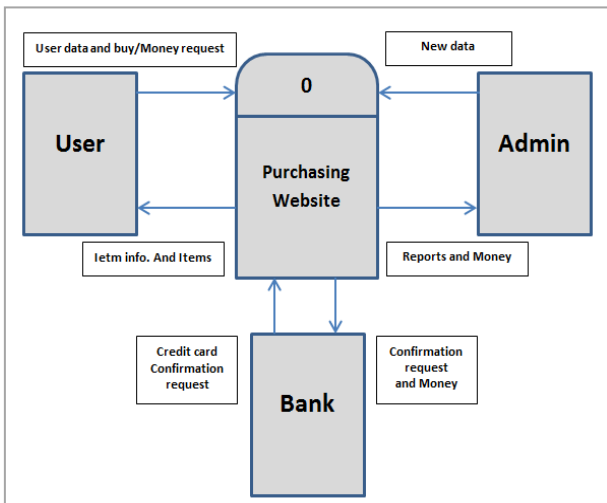 User data and buy/Money request
New data
0
User
Admin
Purchasing
Website
Ietm info. And Items
Reports and Money
Credit card
Confirmation
request
Confirmation
request
and Money
Bank